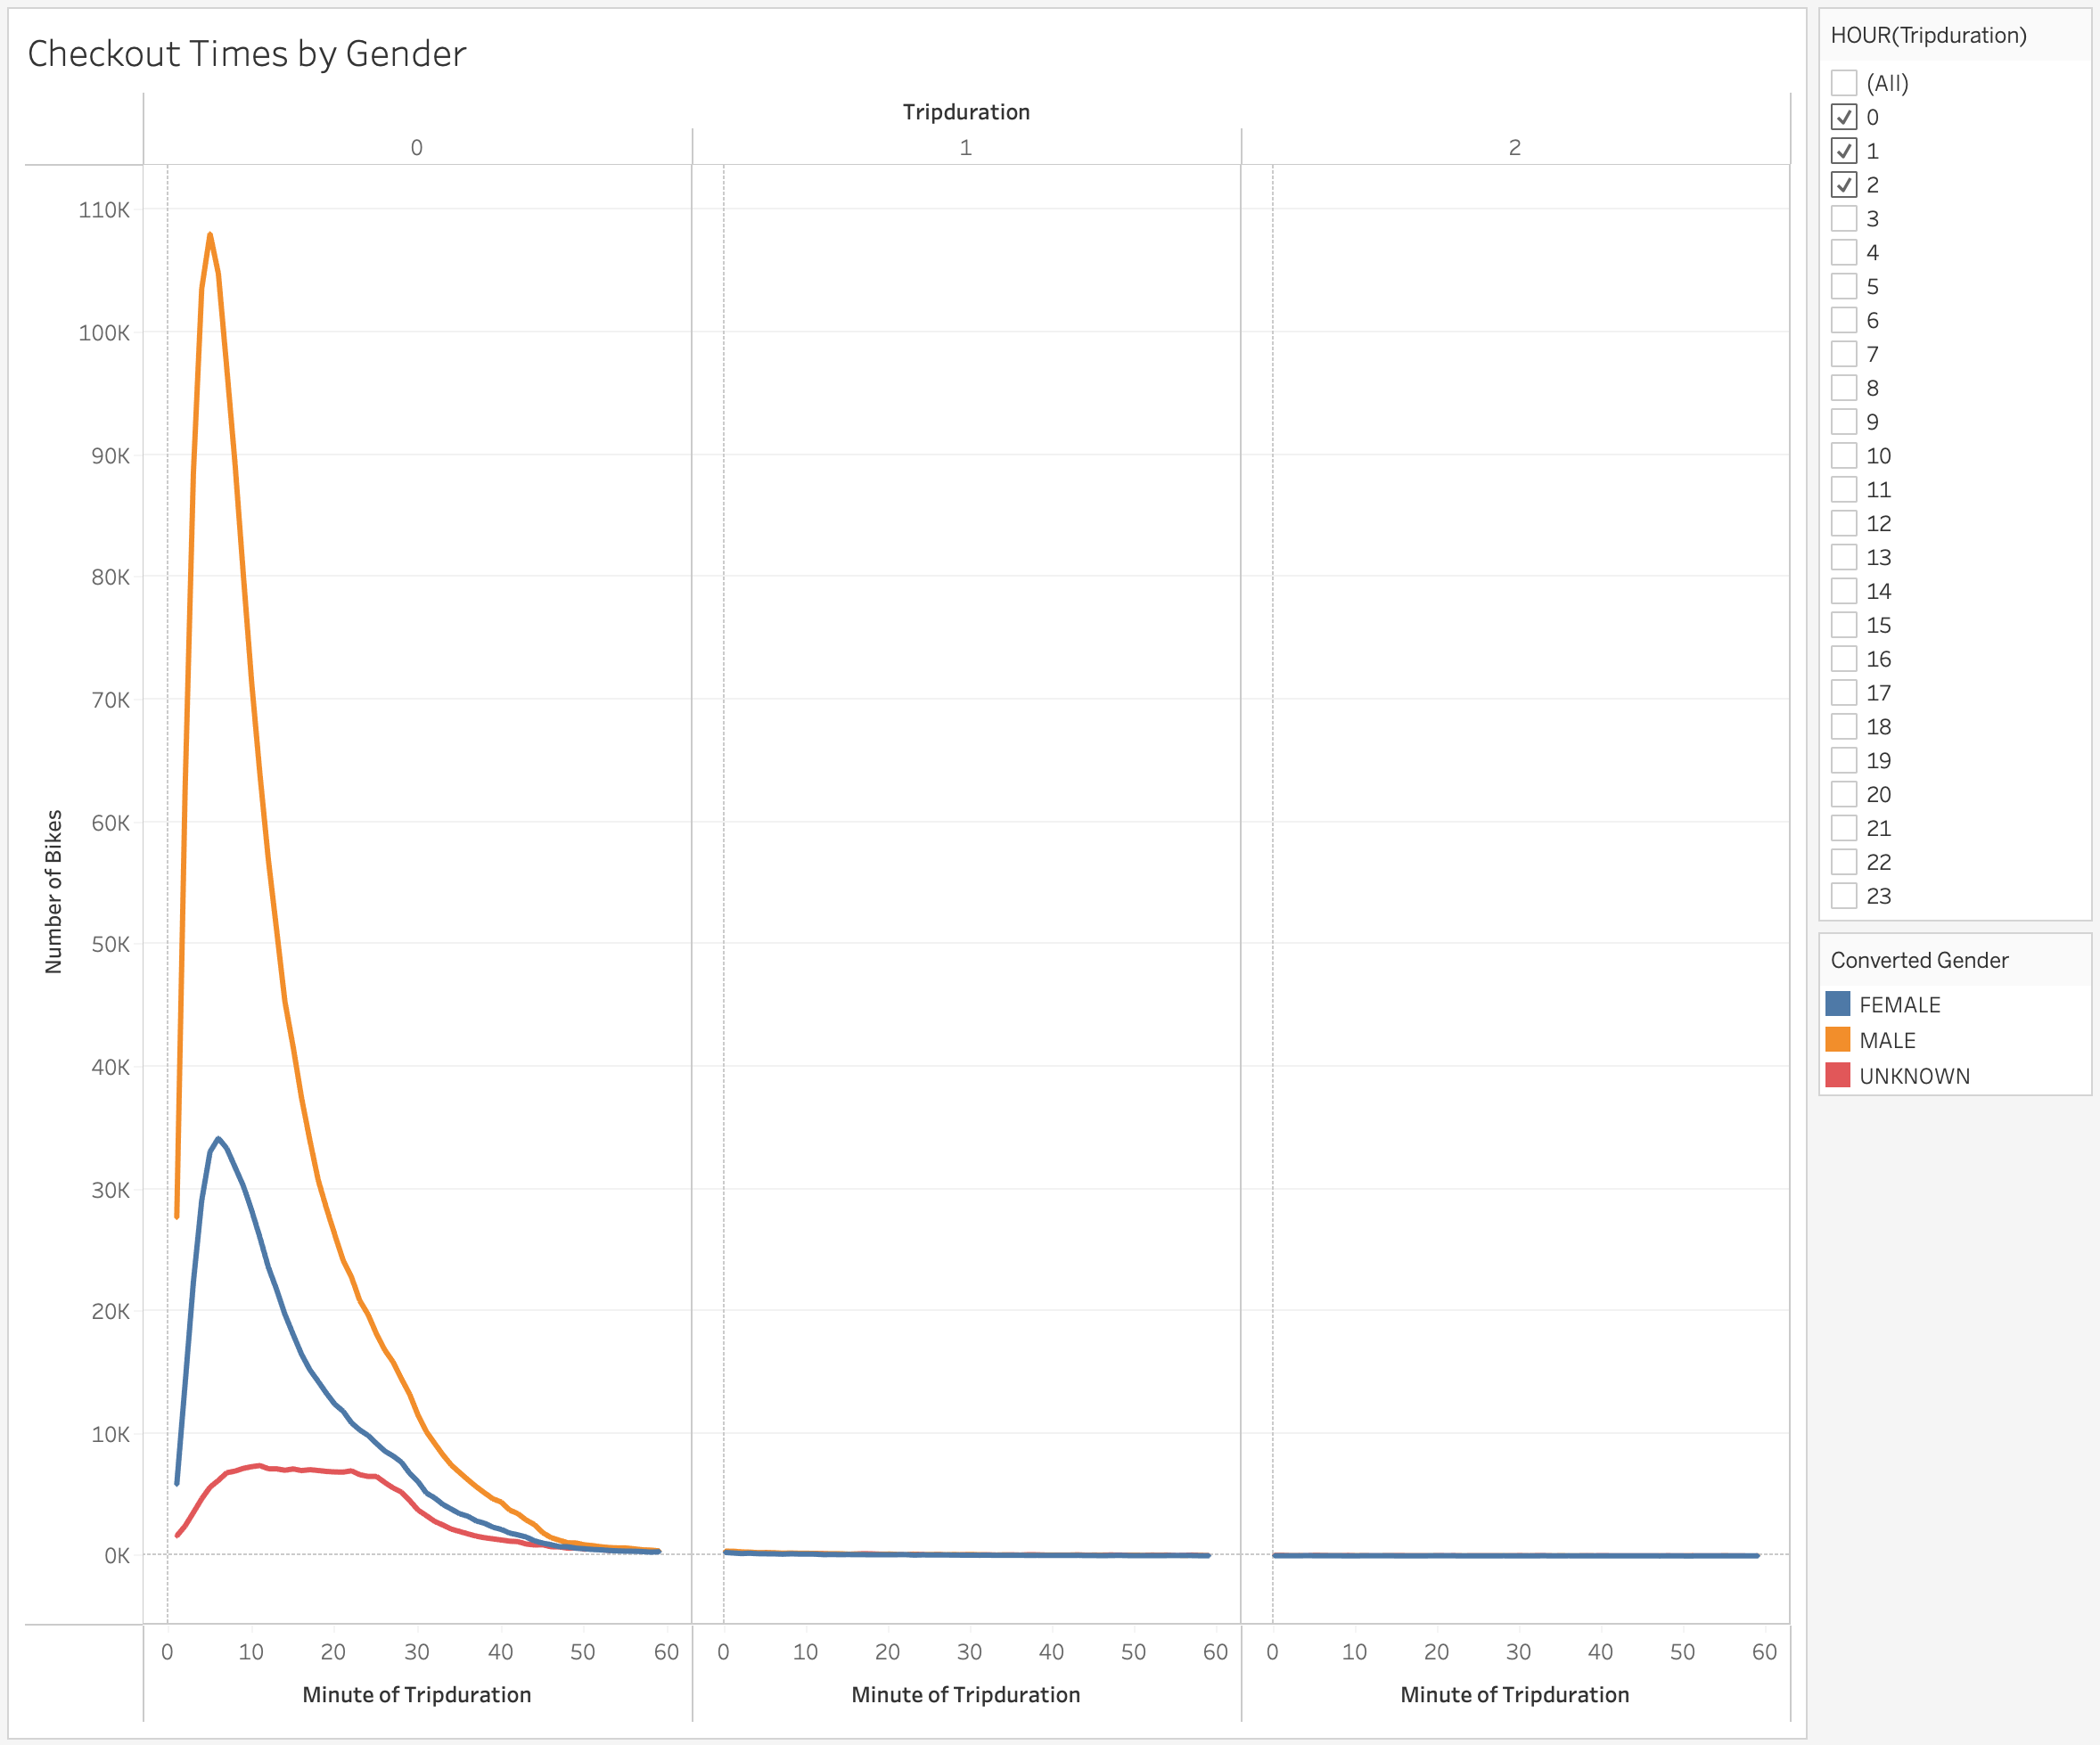 Checkout Times by Gender
Tripduration
0 1 2
110K
100K
90K
80K
70K
60K
50K
40K
30K
20K
10K
0K
Number of Bikes
0 10 20 30 40 50 60 0 10 20 30 40 50 60 0 10 20 30 40 50 60
Minute of Tripduration Minute of Tripduration Minute of Tripduration
HOUR(Tripduration)
(All)
0
1
2
3
4
5
6
7
8
9
10
11
12
13
14
15
16
17
18
19
20
21
22
23
Converted Gender
FEMALE
MALE
UNKNOWN